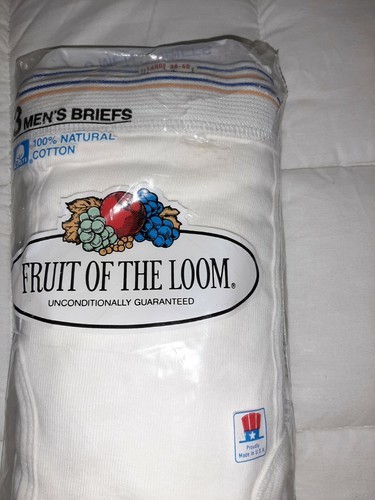 3 MEN'S BRIEFS
100% NATURAL
COTTON
FRUIT OF THE LOOM®
UNCONDITIONALLY GUARANTEED
Proudly
Made in U.S.A.